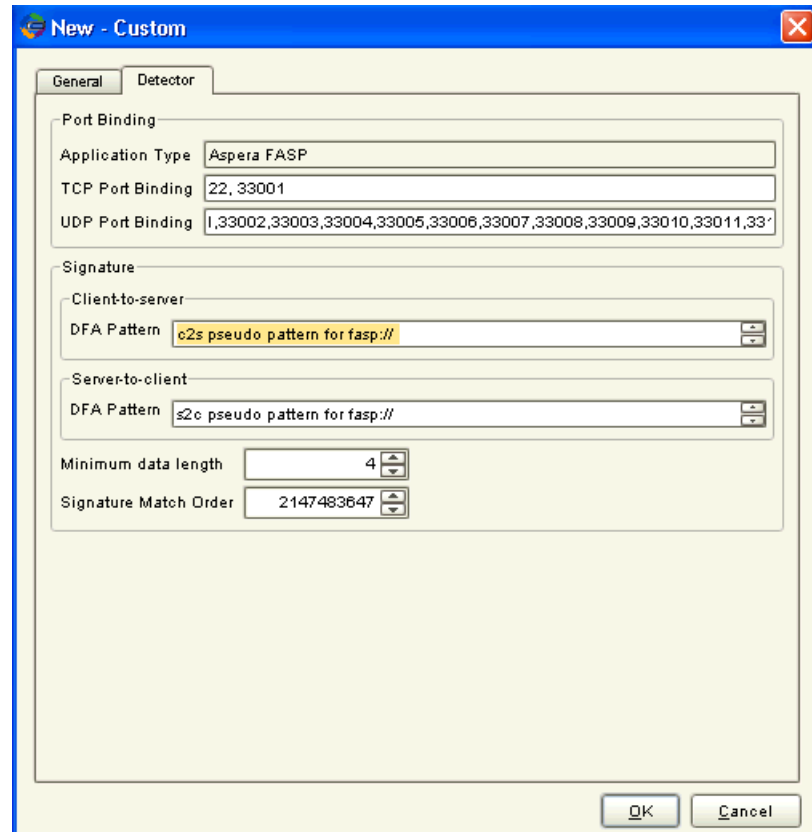 New - Custom
General Detector
Port Binding
Application Type Aspera FASP
TCP Port Binding 22, 33001
UDP Port Binding ,33002,33003,33004,33005,33006,33007,33008,33009,33010,33011,331
Signature
Client-to-server
DFA Pattern c2s pseudo pattern for fasp://
Server-to-client
DFA Pattern s2c pseudo pattern for fasp://
Minimum data length 4
Signature Match Order 2147483647
OK Cancel